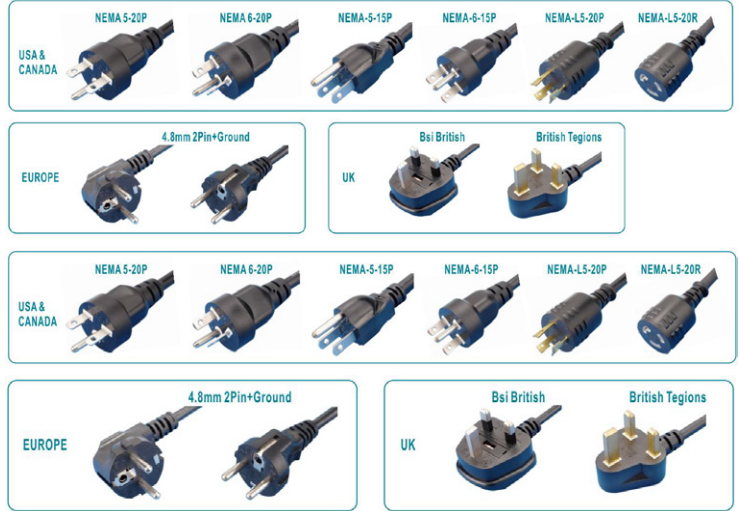 NEMA 5-20P NEMA 6-20P NEMA-5-15P NEMA-6-15P NEMA-L5-20P NEMA-L5-20R
USA &
CANADA
4.8mm 2Pin+Ground
EUROPE
Bsi British British Tegions
UK
NEMA 5-20P NEMA 6-20P NEMA-5-15P NEMA-6-15P NEMA-L5-20P NEMA-L5-20R
USA &
CANADA
4.8mm 2Pin+Ground
EUROPE
Bsi British British Tegions
UK